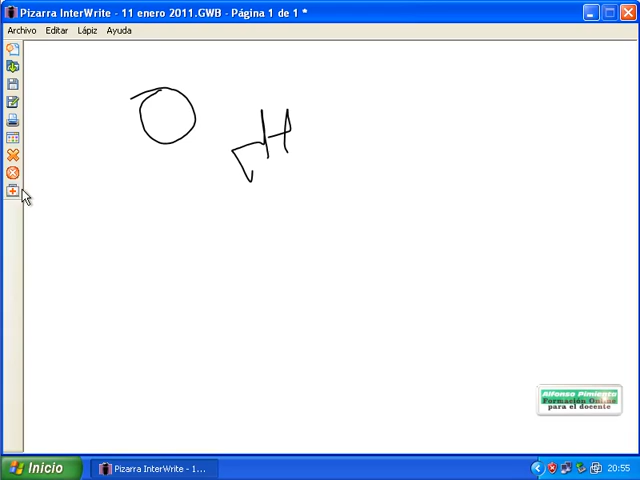 Pizarra InterWrite - 11 enero 2011.GWB - Página 1 de 1 *
Archivo Editar Lápiz Ayuda
Alfonso Pimienta
Formación Online
para el docente
Inicio
Pizarra InterWrite - 1...
20:55